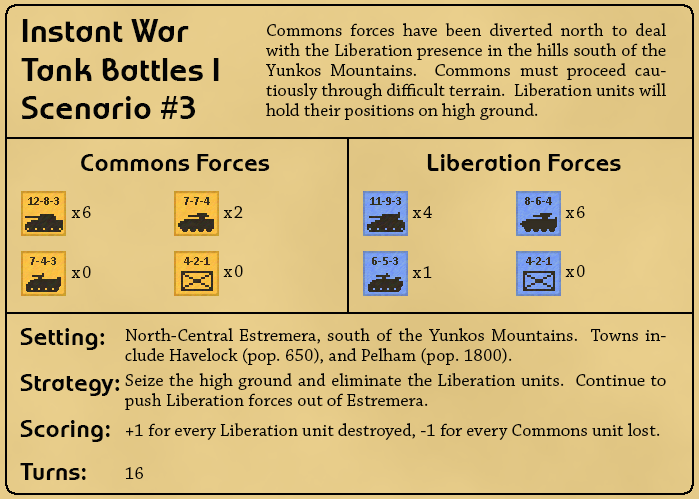 Instant War
Tank Battles I
Scenario #3
Commons forces have been diverted north to deal
with the Liberation presence in the hills south of the
Yunkos Mountains. Commons must proceed cau-
tiously through difficult terrain. Liberation units will
hold their positions on high ground.
Commons Forces
12-8-3
x6
7-7-4
x2
7-4-3
x0
4-2-1
x0
Liberation Forces
11-9-3
x4
8-6-4
x6
6-5-3
x1
4-2-1
x0
Setting: North-Central Estremera, south of the Yunkos Mountains. Towns in-
clude Havelock (pop. 650), and Pelham (pop. 1800).
Strategy: Seize the high ground and eliminate the Liberation units. Continue to
push Liberation forces out of Estremera.
Scoring: +1 for every Liberation unit destroyed, -1 for every Commons unit lost.
Turns: 16